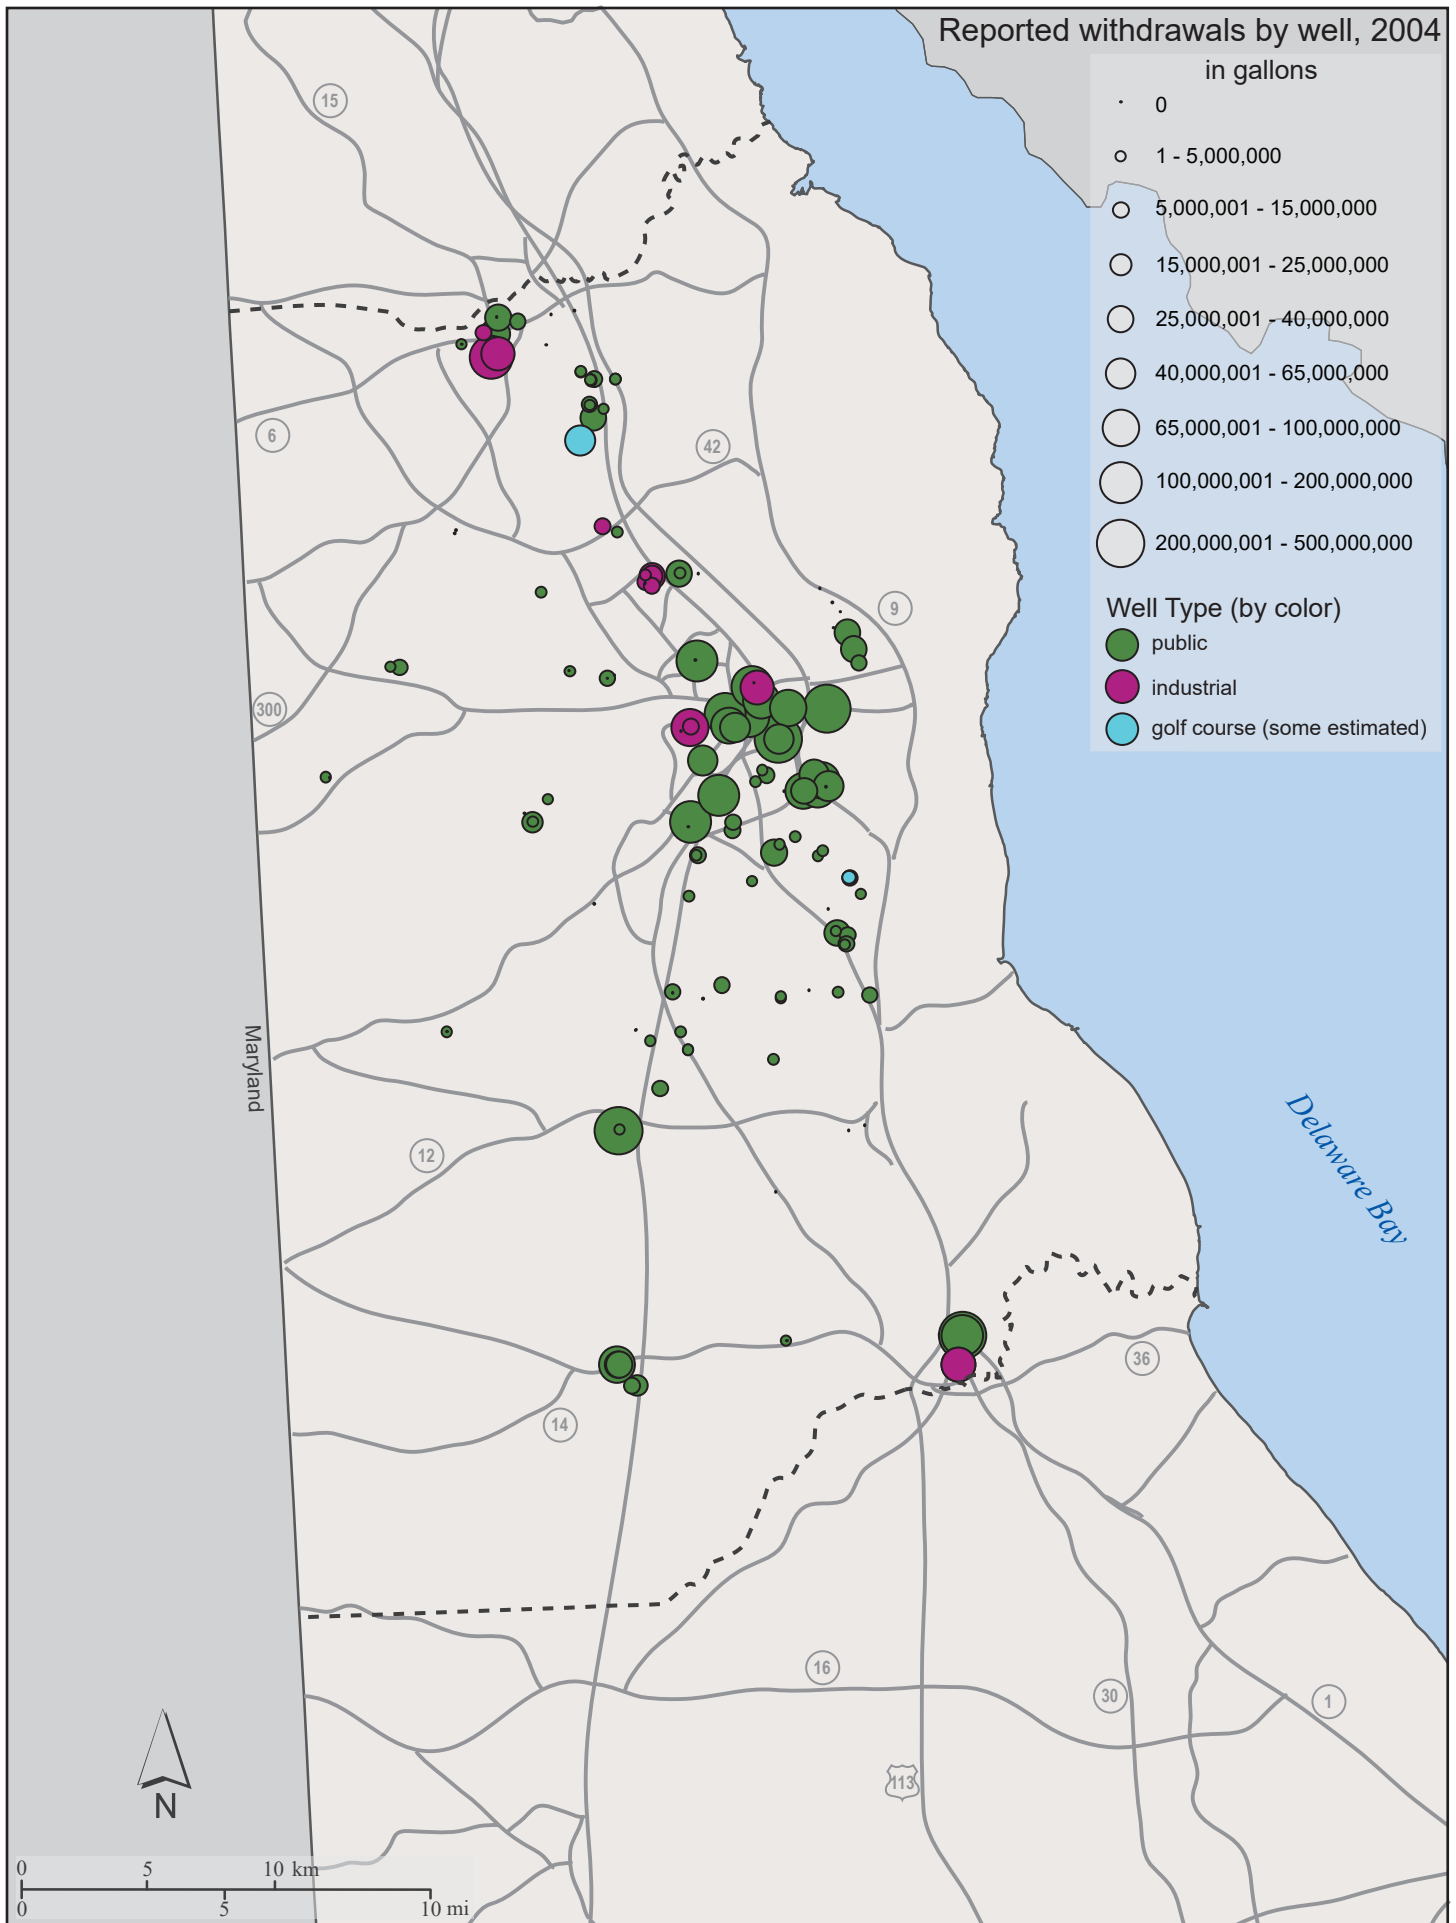 Reported withdrawals by well, 2004
in gallons
0
1 - 5,000,000
5,000,001 - 15,000,000
15,000,001 - 25,000,000
25,000,001 - 40,000,000
40,000,001 - 65,000,000
65,000,001 - 100,000,000
100,000,001 - 200,000,000
200,000,001 - 500,000,000
Well Type (by color)
public
industrial
golf course (some estimated)
15
6
42
9
300
Maryland
12
Delaware Bay
36
14
16
30
1
113
N
0 5 10 km
0 5 10 mi